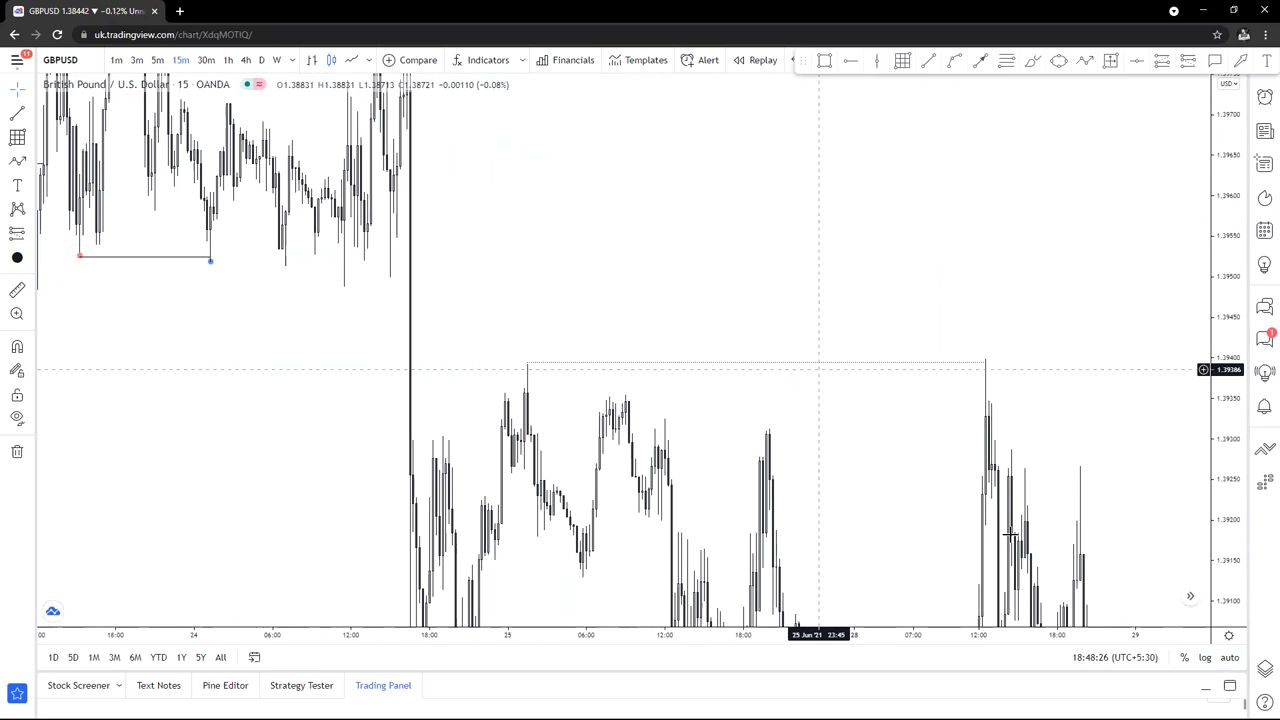 GBPUSD 1.38442 ▼ −0.12% Unn
uk.tradingview.com/chart/XdqMOTIQ/
11
GBPUSD
1m 3m 5m 15m 30m 1h 4h D W
Compare
Indicators
Financials
Templates
Alert
Replay
T
British Pound / U.S. Dollar · 15 · OANDA
O1.38831 H1.38831 L1.38713 C1.38721 −0.00110 (−0.08%)
USD
1.39700
1.39650
1.39600
1.39550
1.39500
1.39450
1.39400
1.39386
1.39350
1.39300
1.39250
1.39200
1.39150
1.39100
1
:00 18:00 24 06:00 12:00 18:00 25 06:00 12:00 18:00 25 Jun '21 23:45 28 07:00 12:00 18:00 29
1D 5D 1M 3M 6M YTD 1Y 5Y All
18:48:26 (UTC+5:30) % log auto
Stock Screener Text Notes Pine Editor Strategy Tester Trading Panel